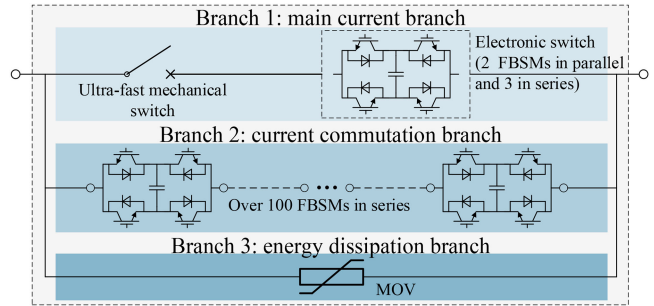 Branch 1: main current branch
Electronic switch
(2 FBSMs in parallel
and 3 in series)
Ultra-fast mechanical
switch
Branch 2: current commutation branch
Over 100 FBSMs in series
Branch 3: energy dissipation branch
MOV